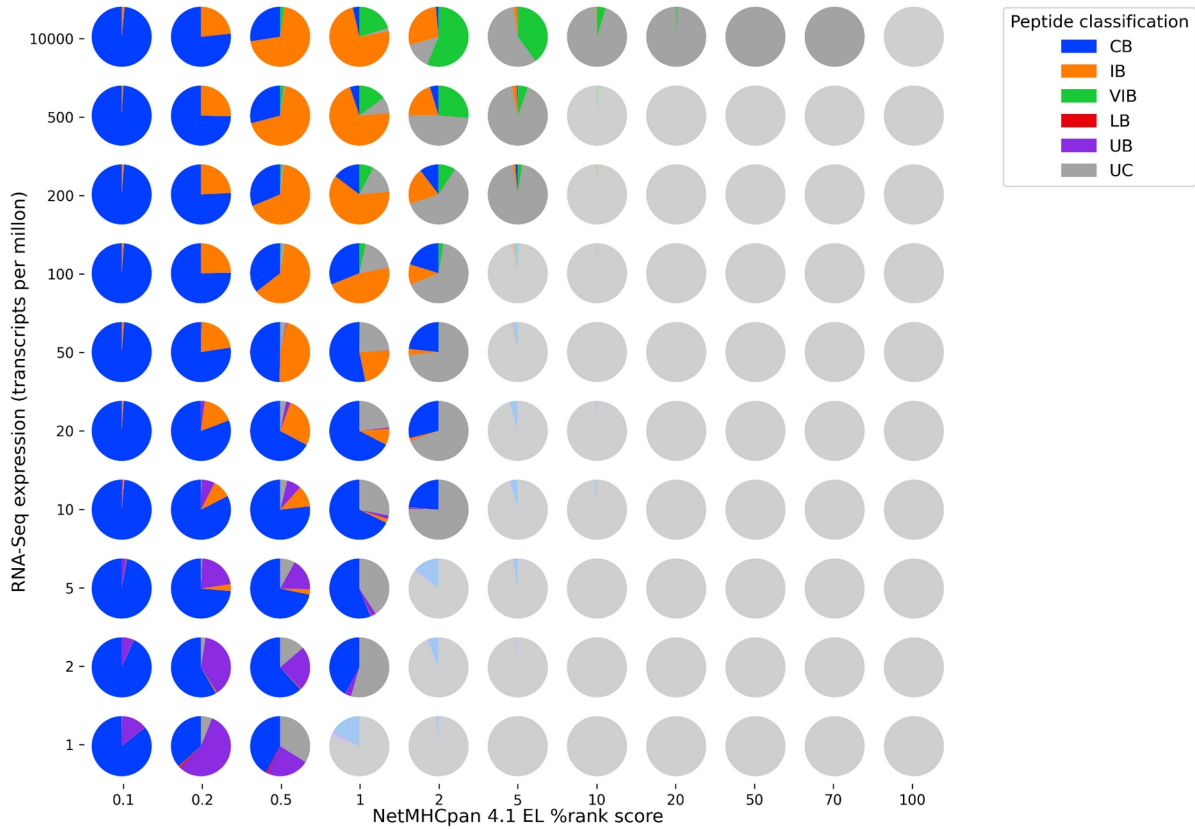 Peptide classification
CB
IB
VIB
LB
UB
UC
RNA-Seq expression (transcripts per millon)
10000
500
200
100
50
20
10
5
2
1
0.1 0.2 0.5 1 2 5 10 20 50 70 100
NetMHCpan 4.1 EL %rank score